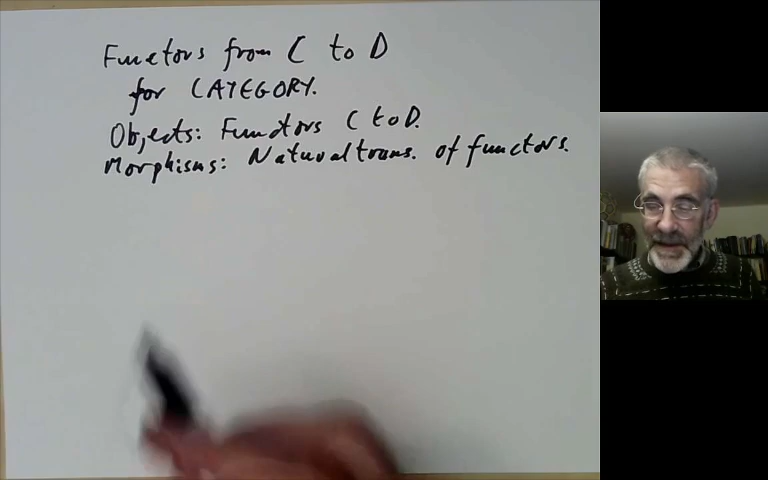 Functors from C to D
for CATEGORY.
Objects: Functors C to D.
Morphisms: Natural trans. of functors.